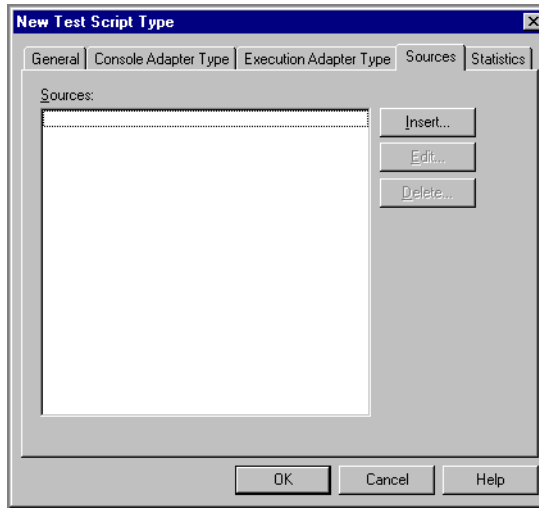 New Test Script Type
General Console Adapter Type Execution Adapter Type Sources Statistics
Sources:
Insert...
Edit...
Delete...
OK Cancel Help